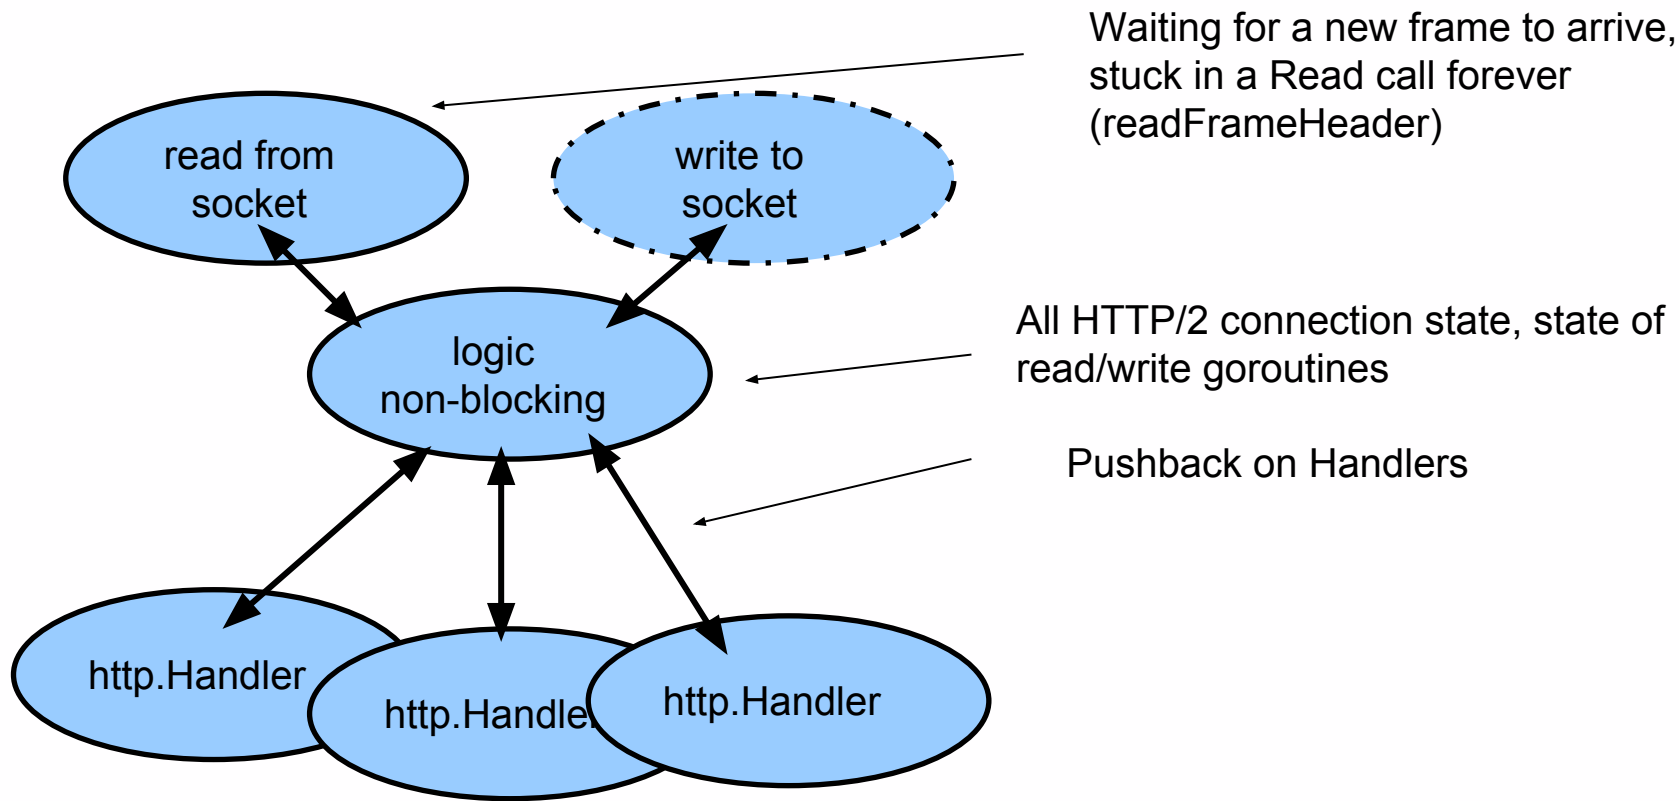 Waiting for a new frame to arrive,
stuck in a Read call forever
(readFrameHeader)
read from
socket
write to
socket
All HTTP/2 connection state, state of
read/write goroutines
logic
non-blocking
Pushback on Handlers
http.Handler
http.Handler
http.Handler